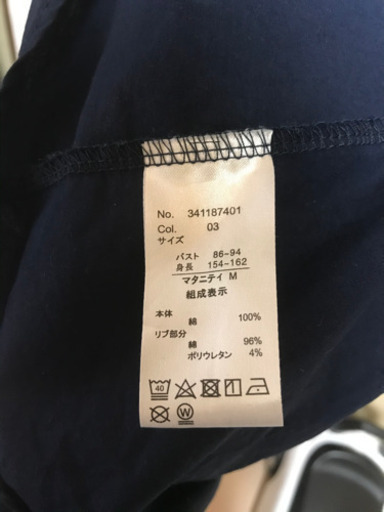 No. 341187401
Col. 03
サイズ
バスト 86-94
身長 154-162
マタニティ M
組成表示
本体
綿 100%
リブ部分
綿 96%
ポリウレタン 4%
40
W